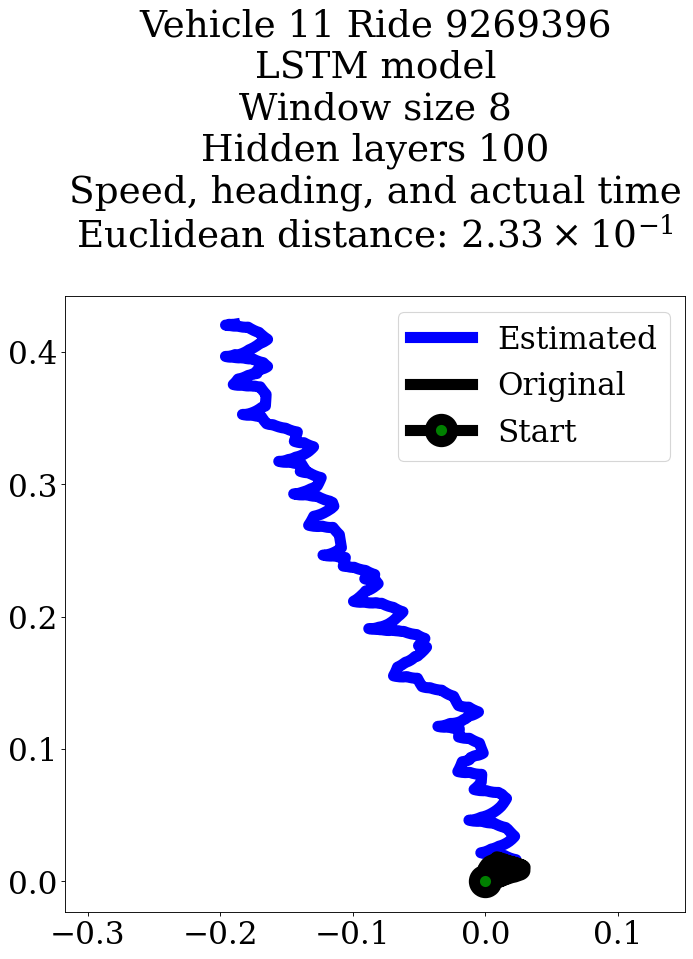 Vehicle 11 Ride 9269396
LSTM model
Window size 8
Hidden layers 100
Speed, heading, and actual time
Euclidean distance: 2.33 × 10⁻¹
Estimated
Original
Start
0.4
0.3
0.2
0.1
0.0
−0.3 −0.2 −0.1 0.0 0.1